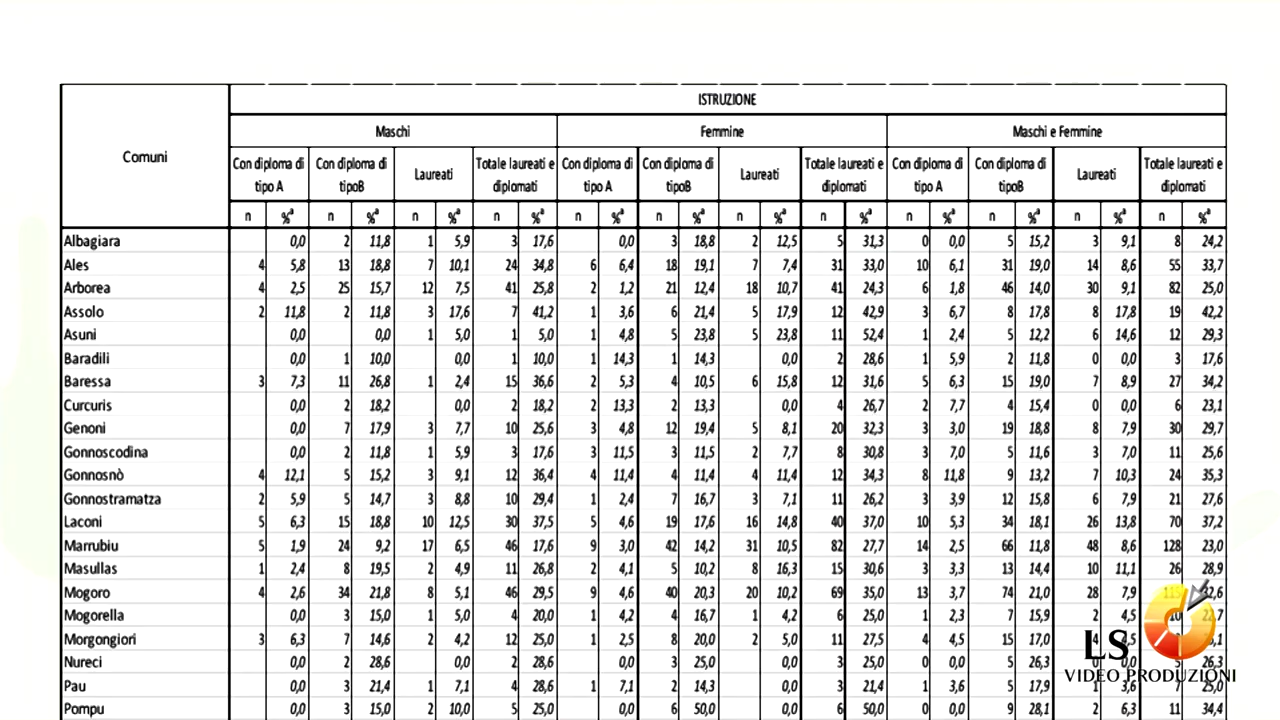 ISTRUZIONE
Comuni
Maschi Femmine Maschi e Femmine
Con diploma di tipo A Con diploma di tipoB Laureati Totale laureati e diplomati Con diploma di tipo A Con diploma di tipoB Laureati Totale laureati e diplomati Con diploma di tipo A Con diploma di tipoB Laureati Totale laureati e diplomati
n %ª n %ª n %ª n %ª n %ª n %ª n %ª n %ª n %ª n %ª n %ª n %ª
Albagiara 0,0 2 11,8 1 5,9 3 17,6 0,0 3 18,8 2 12,5 5 31,3 0 0,0 5 15,2 3 9,1 8 24,2
Ales 4 5,8 13 18,8 7 10,1 24 34,8 6 6,4 18 19,1 7 7,4 31 33,0 10 6,1 31 19,0 14 8,6 55 33,7
Arborea 4 2,5 25 15,7 12 7,5 41 25,8 2 1,2 21 12,4 18 10,7 41 24,3 6 1,8 46 14,0 30 9,1 82 25,0
Assolo 2 11,8 2 11,8 3 17,6 7 41,2 1 3,6 6 21,4 5 17,9 12 42,9 3 6,7 8 17,8 8 17,8 19 42,2
Asuni 0,0 0,0 1 5,0 1 5,0 1 4,8 5 23,8 5 23,8 11 52,4 1 2,4 5 12,2 6 14,6 12 29,3
Baradili 0,0 1 10,0 0,0 1 10,0 1 14,3 1 14,3 0,0 2 28,6 1 5,9 2 11,8 0 0,0 3 17,6
Baressa 3 7,3 11 26,8 1 2,4 15 36,6 2 5,3 4 10,5 6 15,8 12 31,6 5 6,3 15 19,0 7 8,9 27 34,2
Curcuris 0,0 2 18,2 0,0 2 18,2 2 13,3 2 13,3 0,0 4 26,7 2 7,7 4 15,4 0 0,0 6 23,1
Genoni 0,0 7 17,9 3 7,7 10 25,6 3 4,8 12 19,4 5 8,1 20 32,3 3 3,0 19 18,8 8 7,9 30 29,7
Gonnoscodina 0,0 2 11,8 1 5,9 3 17,6 3 11,5 3 11,5 2 7,7 8 30,8 3 7,0 5 11,6 3 7,0 11 25,6
Gonnosnò 4 12,1 5 15,2 3 9,1 12 36,4 4 11,4 4 11,4 4 11,4 12 34,3 8 11,8 9 13,2 7 10,3 24 35,3
Gonnostramatza 2 5,9 5 14,7 3 8,8 10 29,4 1 2,4 7 16,7 3 7,1 11 26,2 3 3,9 12 15,8 6 7,9 21 27,6
Laconi 5 6,3 15 18,8 10 12,5 30 37,5 5 4,6 19 17,6 16 14,8 40 37,0 10 5,3 34 18,1 26 13,8 70 37,2
Marrubiu 5 1,9 24 9,2 17 6,5 46 17,6 9 3,0 42 14,2 31 10,5 82 27,7 14 2,5 66 11,8 48 8,6 128 23,0
Masullas 1 2,4 8 19,5 2 4,9 11 26,8 2 4,1 5 10,2 8 16,3 15 30,6 3 3,3 13 14,4 10 11,1 26 28,9
Mogoro 4 2,6 34 21,8 8 5,1 46 29,5 9 4,6 40 20,3 20 10,2 69 35,0 13 3,7 74 21,0 28 7,9
Mogorella 0,0 3 15,0 1 5,0 4 20,0 1 4,2 4 16,7 1 4,2 6 25,0 1 2,3 7 15,9 2 4,5
Morgongiori 3 6,3 7 14,6 2 4,2 12 25,0 1 2,5 8 20,0 2 5,0 11 27,5 4 4,5 15 17,0
Nureci 0,0 2 28,6 0,0 2 28,6 0,0 3 25,0 0,0 3 25,0 0 0,0 5 26,3 26,3
Pau 0,0 3 21,4 1 7,1 4 28,6 1 7,1 2 14,3 0,0 3 21,4 1 3,6 5 17,9 1 3,6 7 25,0
Pompu 0,0 3 15,0 2 10,0 5 25,0 0,0 6 50,0 0,0 6 50,0 0 0,0 9 28,1 2 6,3 11 34,4
LS
VIDEO PRODUZIONI